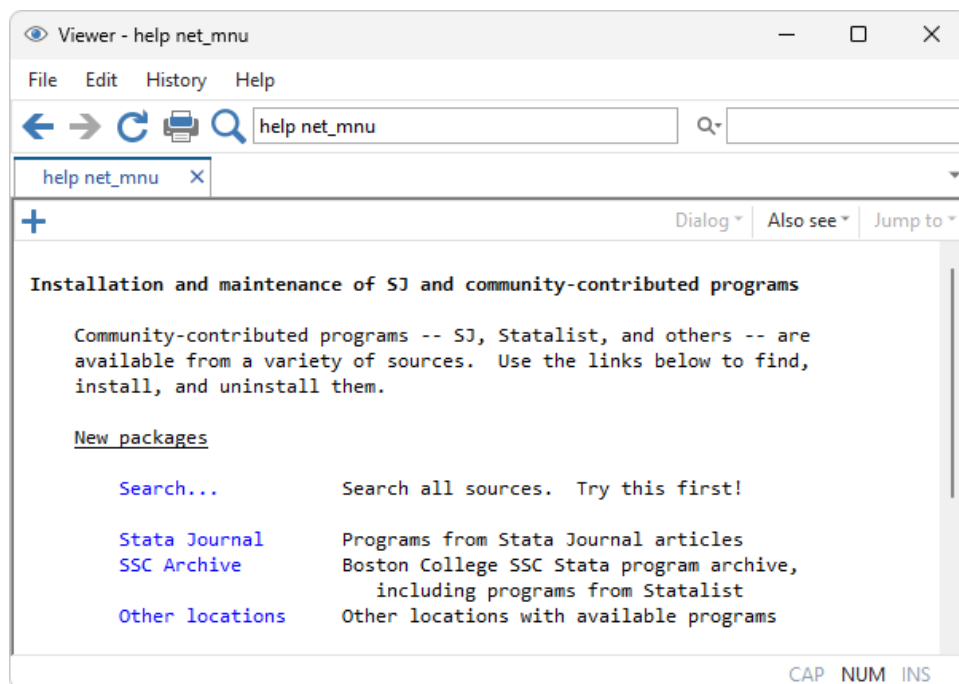 Viewer - help net_mnu
File Edit History Help
help net_mnu
help net_mnu
Dialog Also see Jump to
Installation and maintenance of SJ and community-contributed programs
Community-contributed programs -- SJ, Statalist, and others -- are
available from a variety of sources.  Use the links below to find,
install, and uninstall them.
New packages
Search... Search all sources.  Try this first!
Stata Journal Programs from Stata Journal articles
SSC Archive Boston College SSC Stata program archive,
including programs from Statalist
Other locations Other locations with available programs
CAP NUM INS